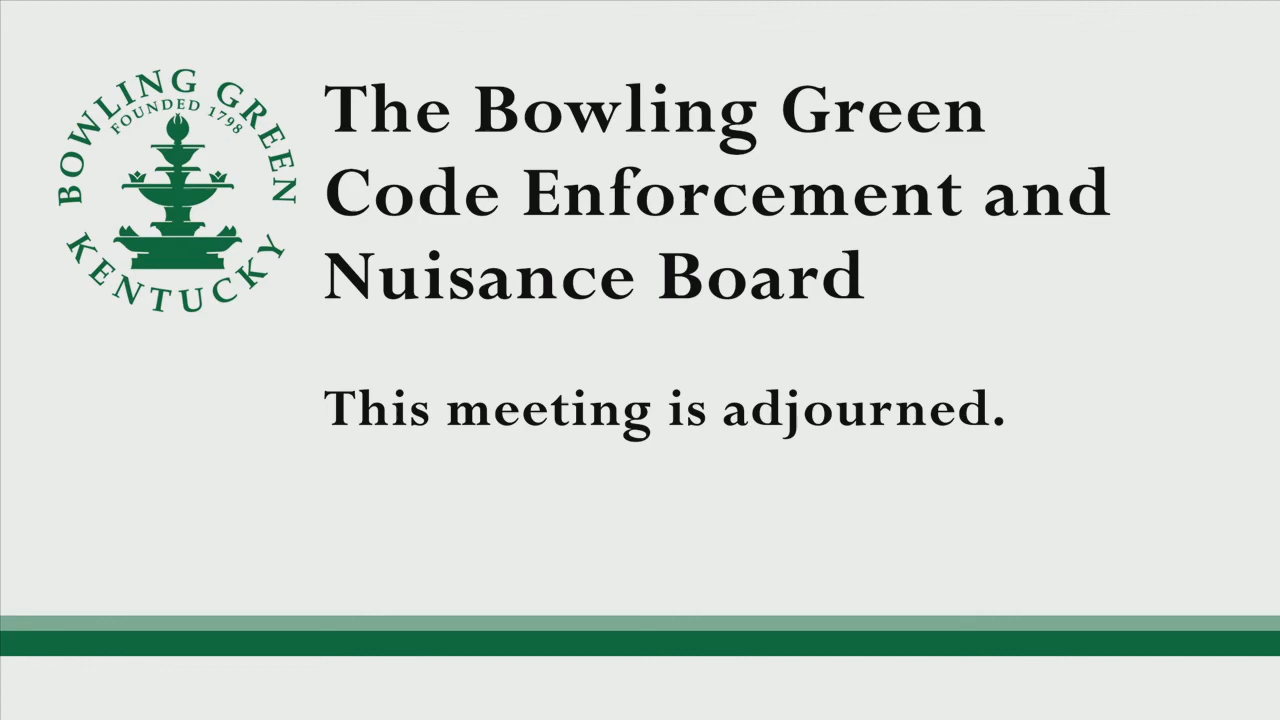 BOWLING GREEN
FOUNDED 1798
KENTUCKY
The Bowling Green
Code Enforcement and
Nuisance Board
This meeting is adjourned.